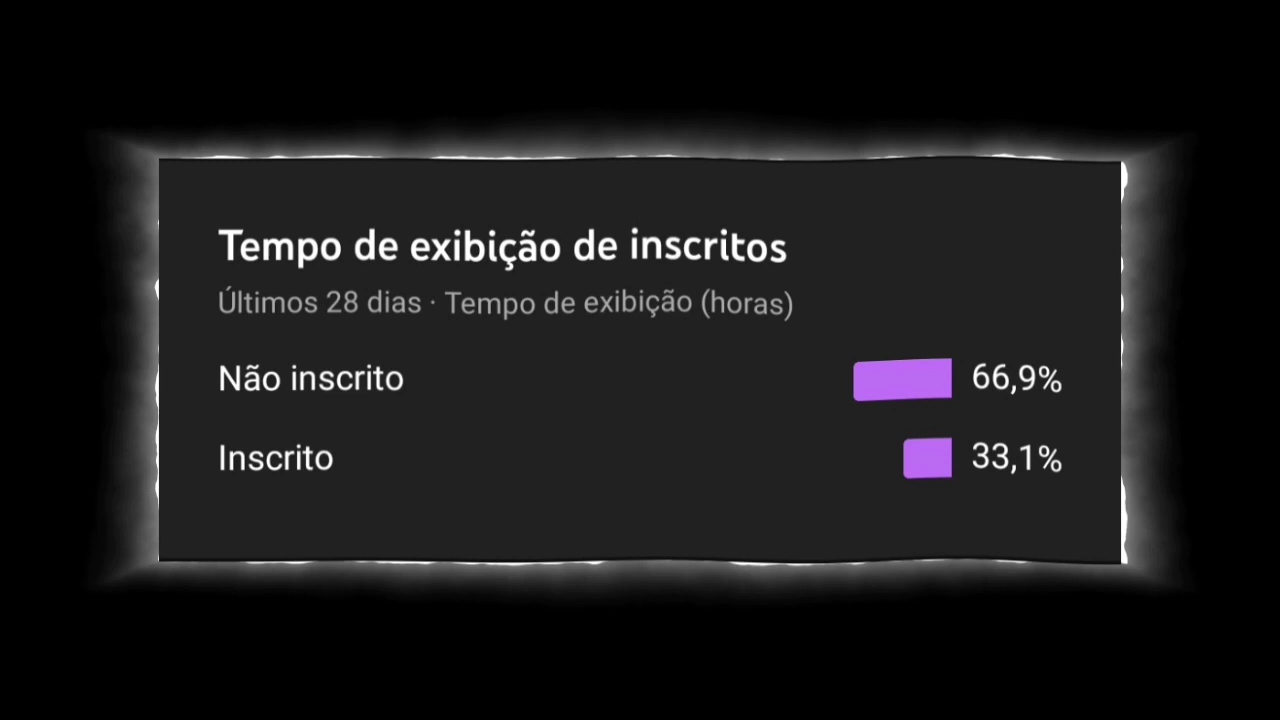 Tempo de exibição de inscritos
Últimos 28 dias · Tempo de exibição (horas)
Não inscrito 66,9%
Inscrito 33,1%